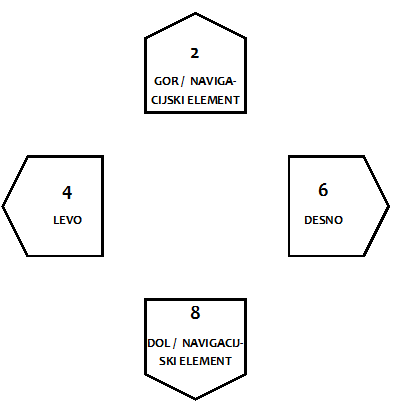 2
GOR / NAVIGA-
CIJSKI ELEMENT
4
LEVO
6
DESNO
8
DOL / NAVIGACIJ-
SKI ELEMENT